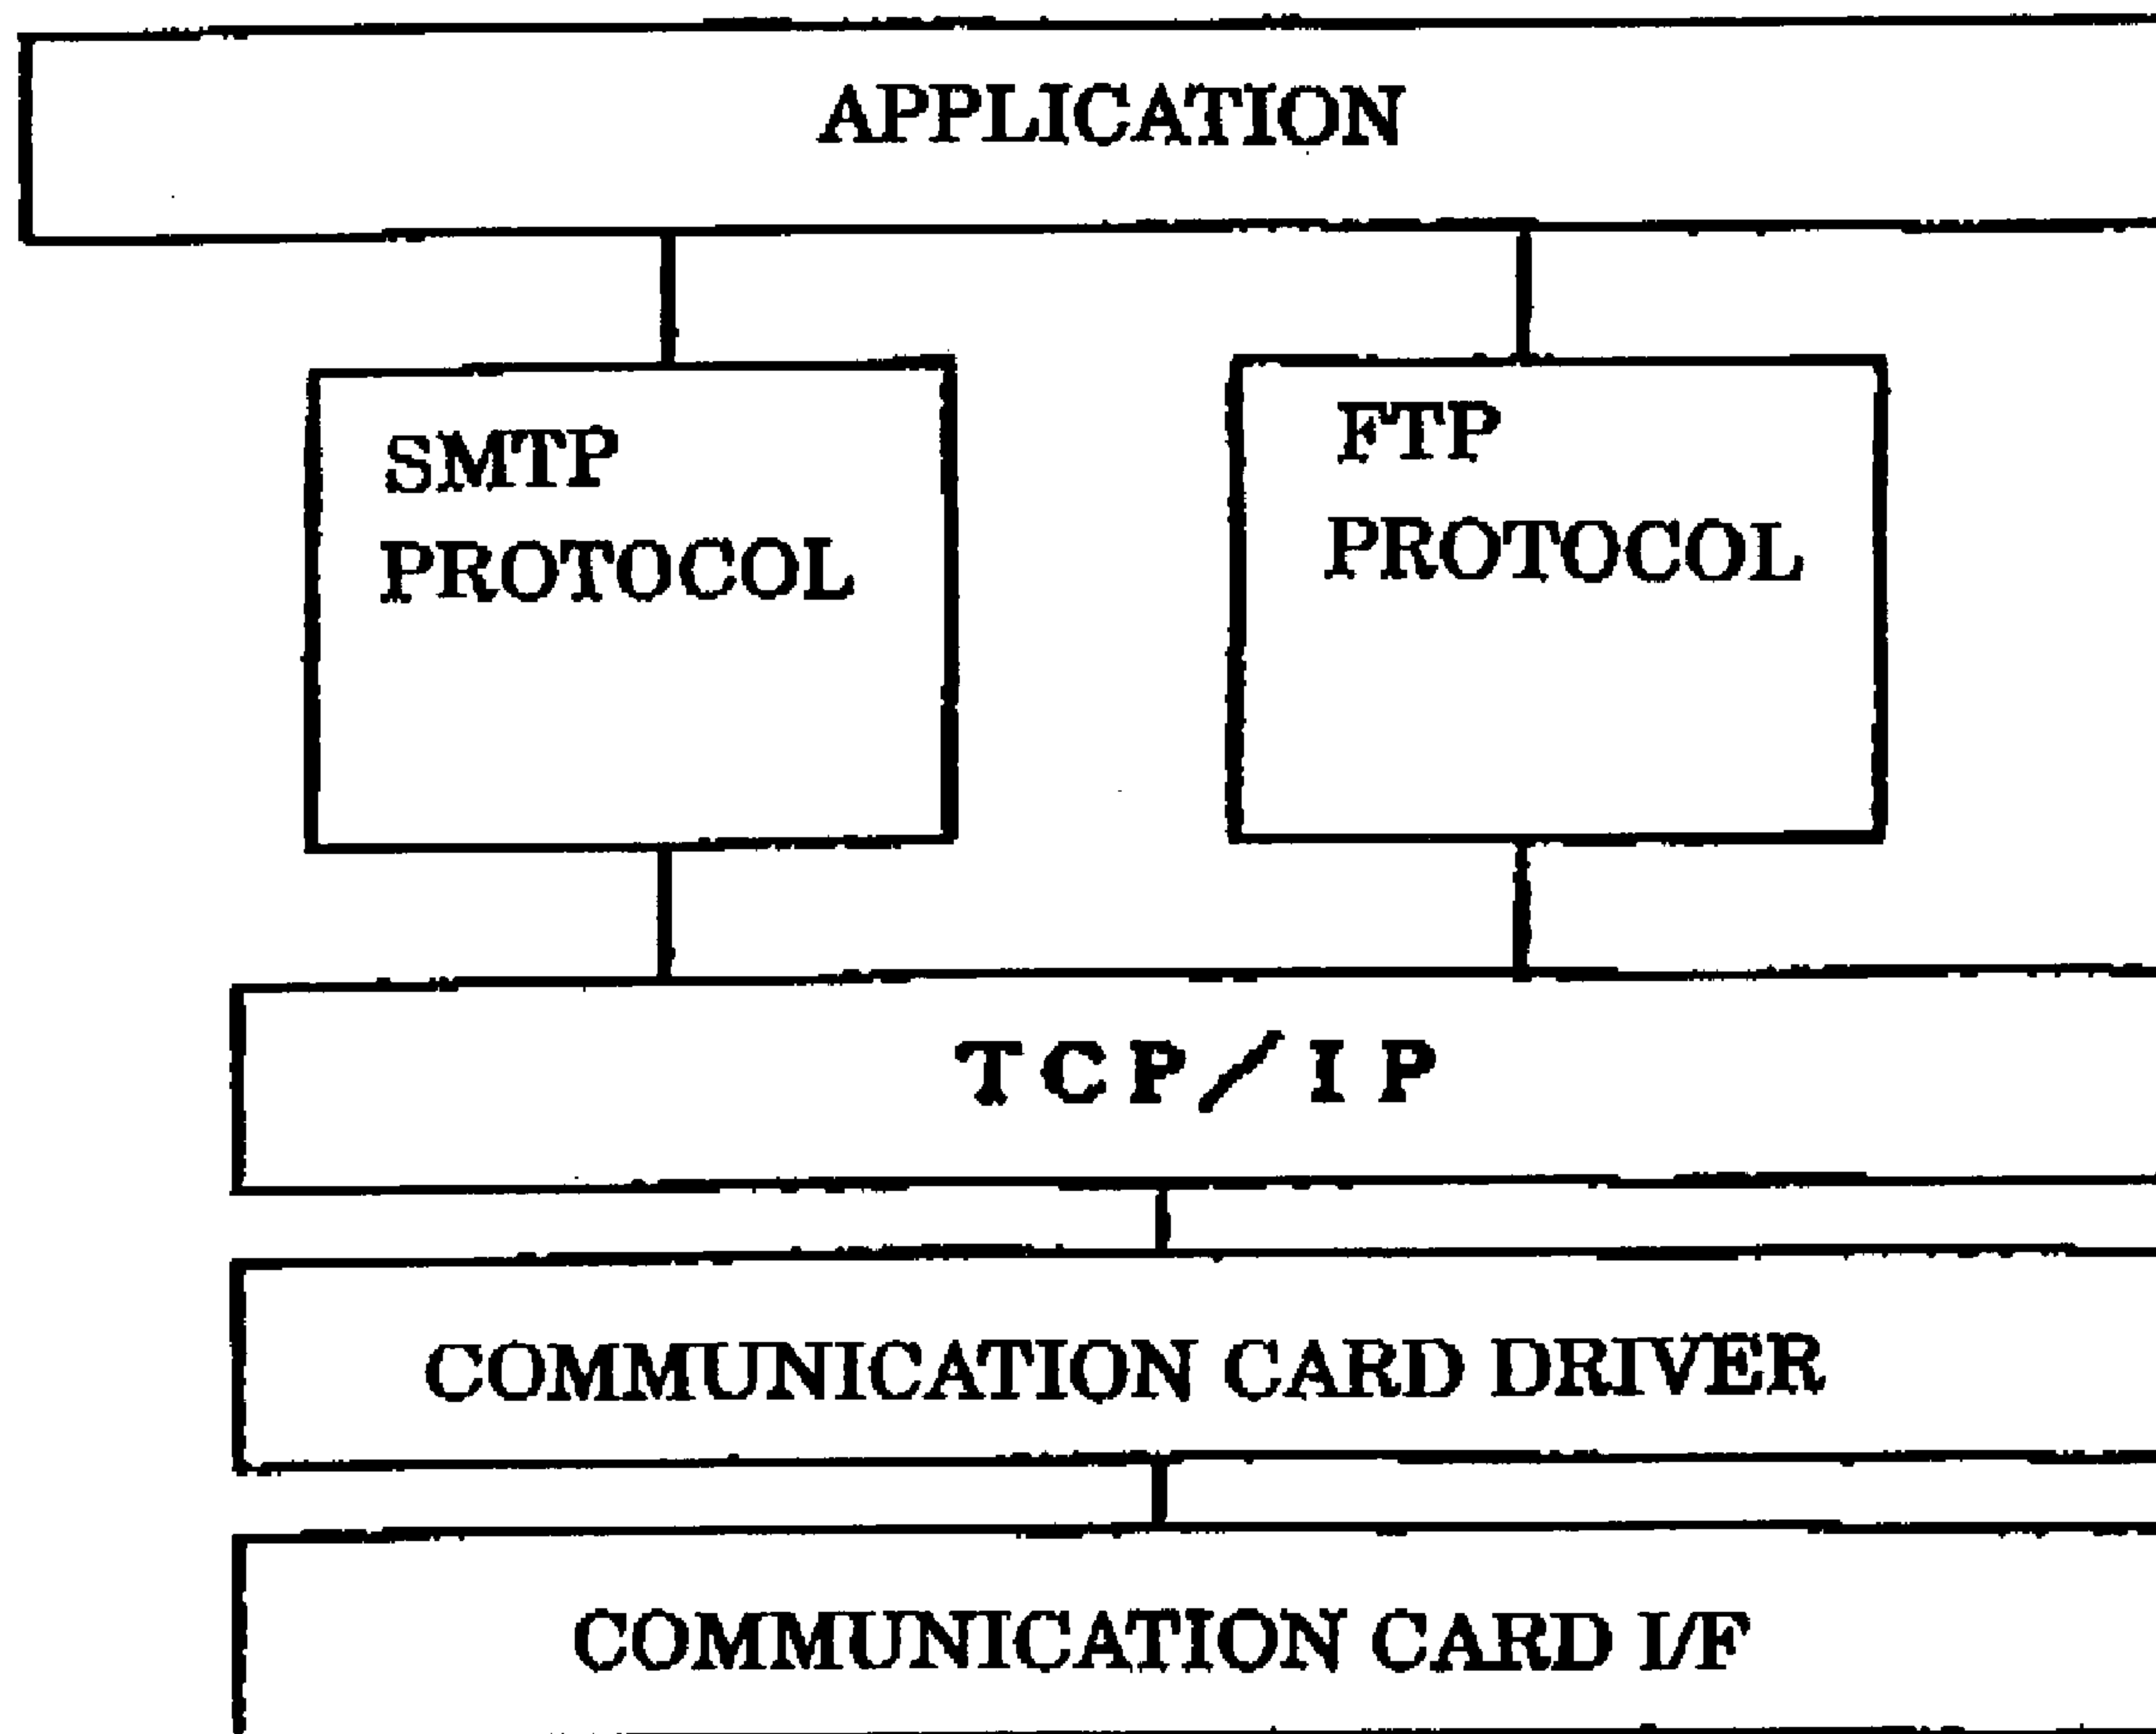 APPLICATION
SMTP
PROTOCOL
FTP
PROTOCOL
TCP/IP
COMMUNICATION CARD DRIVER
COMMUNICATION CARD I/F